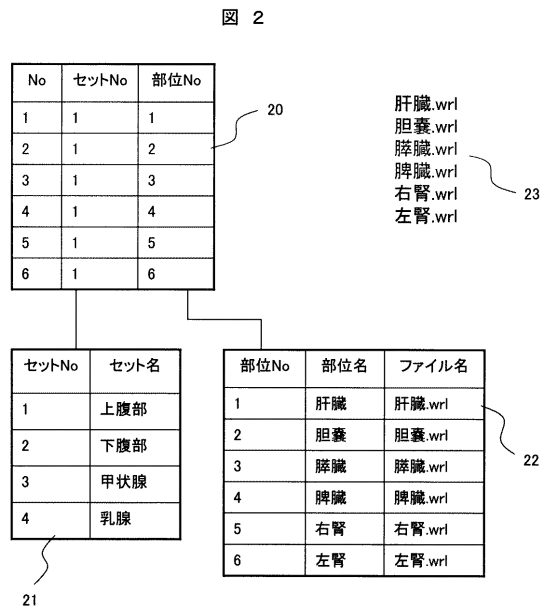 図 2
No セットNo 部位No
1 1 1
2 1 2
3 1 3
4 1 4
5 1 5
6 1 6
20
肝臓.wrl
胆嚢.wrl
膵臓.wrl
脾臓.wrl
右腎.wrl
左腎.wrl
23
セットNo セット名
1 上腹部
2 下腹部
3 甲状腺
4 乳腺
21
部位No 部位名 ファイル名
1 肝臓 肝臓.wrl
2 胆嚢 胆嚢.wrl
3 膵臓 膵臓.wrl
4 脾臓 脾臓.wrl
5 右腎 右腎.wrl
6 左腎 左腎.wrl
22